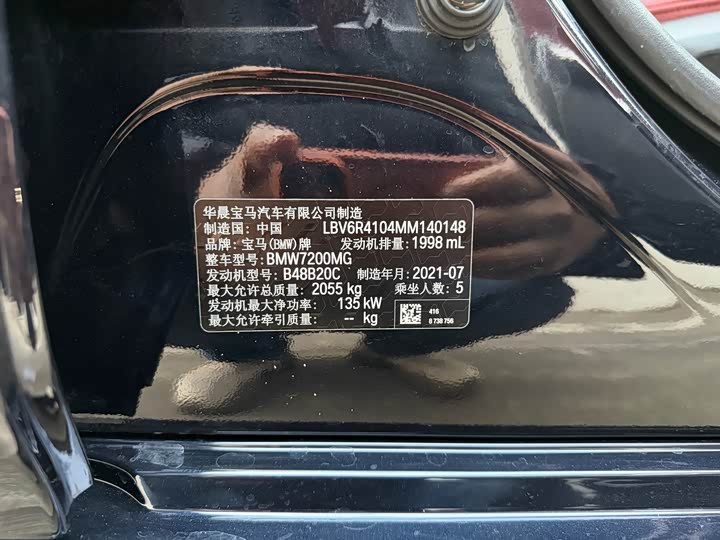 华晨宝马汽车有限公司制造
制造国: 中国 LBV6R4104MM140148
品牌: 宝马(BMW)牌 发动机排量: 1998 mL
整车型号: BMW7200MG
发动机型号: B48B20C 制造年月: 2021-07
最大允许总质量: 2055 kg 乘坐人数: 5
发动机最大净功率: 135 kW
最大允许牵引质量: -- kg
416
8 738 756